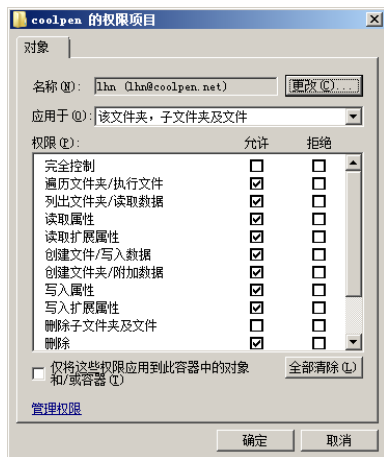 coolpen 的权限项目
对象
名称(N): lhn (lhn@coolpen.net) 更改(C)...
应用于(O): 该文件夹，子文件夹及文件
权限(P): 允许 拒绝
完全控制
遍历文件夹/执行文件
列出文件夹/读取数据
读取属性
读取扩展属性
创建文件/写入数据
创建文件夹/附加数据
写入属性
写入扩展属性
删除子文件夹及文件
删除
仅将这些权限应用到此容器中的对象
和/或容器(T) 全部清除(L)
管理权限
确定 取消